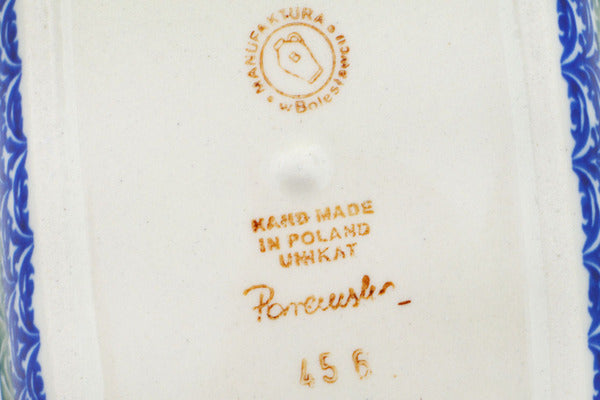 MANUFAKTURA
w Bolesławcu
HAND MADE
IN POLAND
UNIKAT
456